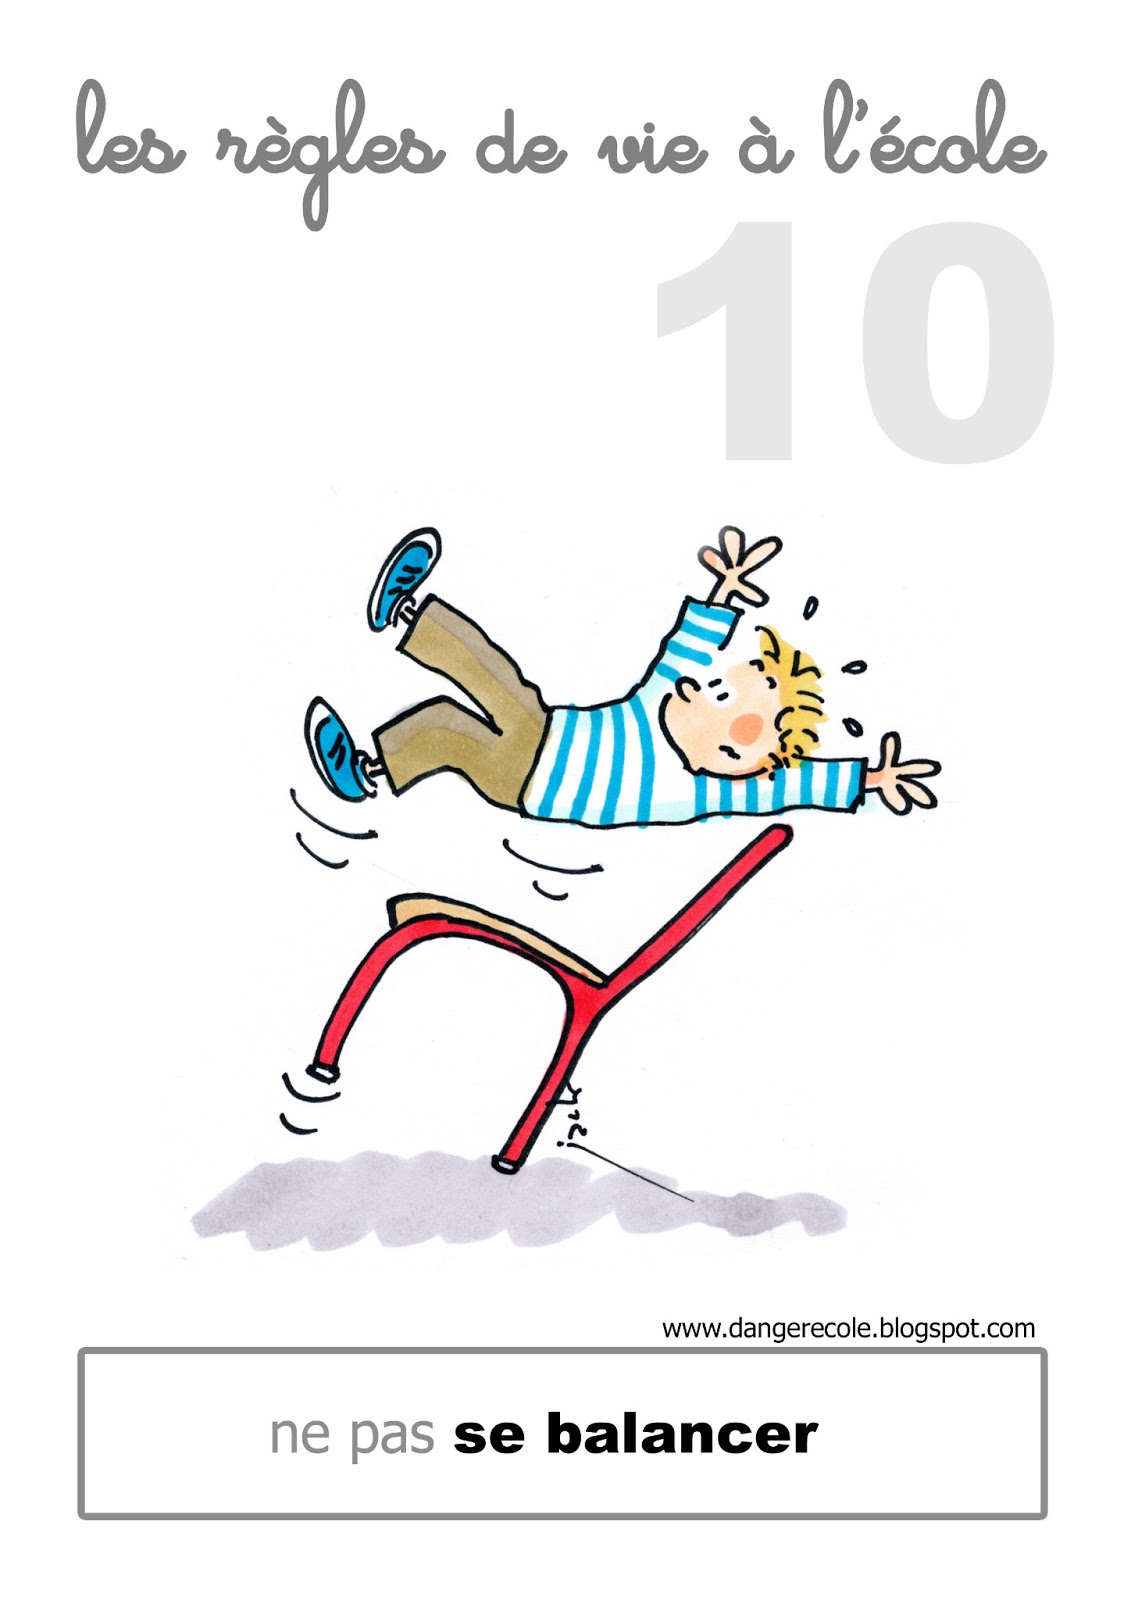 les règles de vie à l'école
10
www.dangerecole.blogspot.com
ne pas se balancer